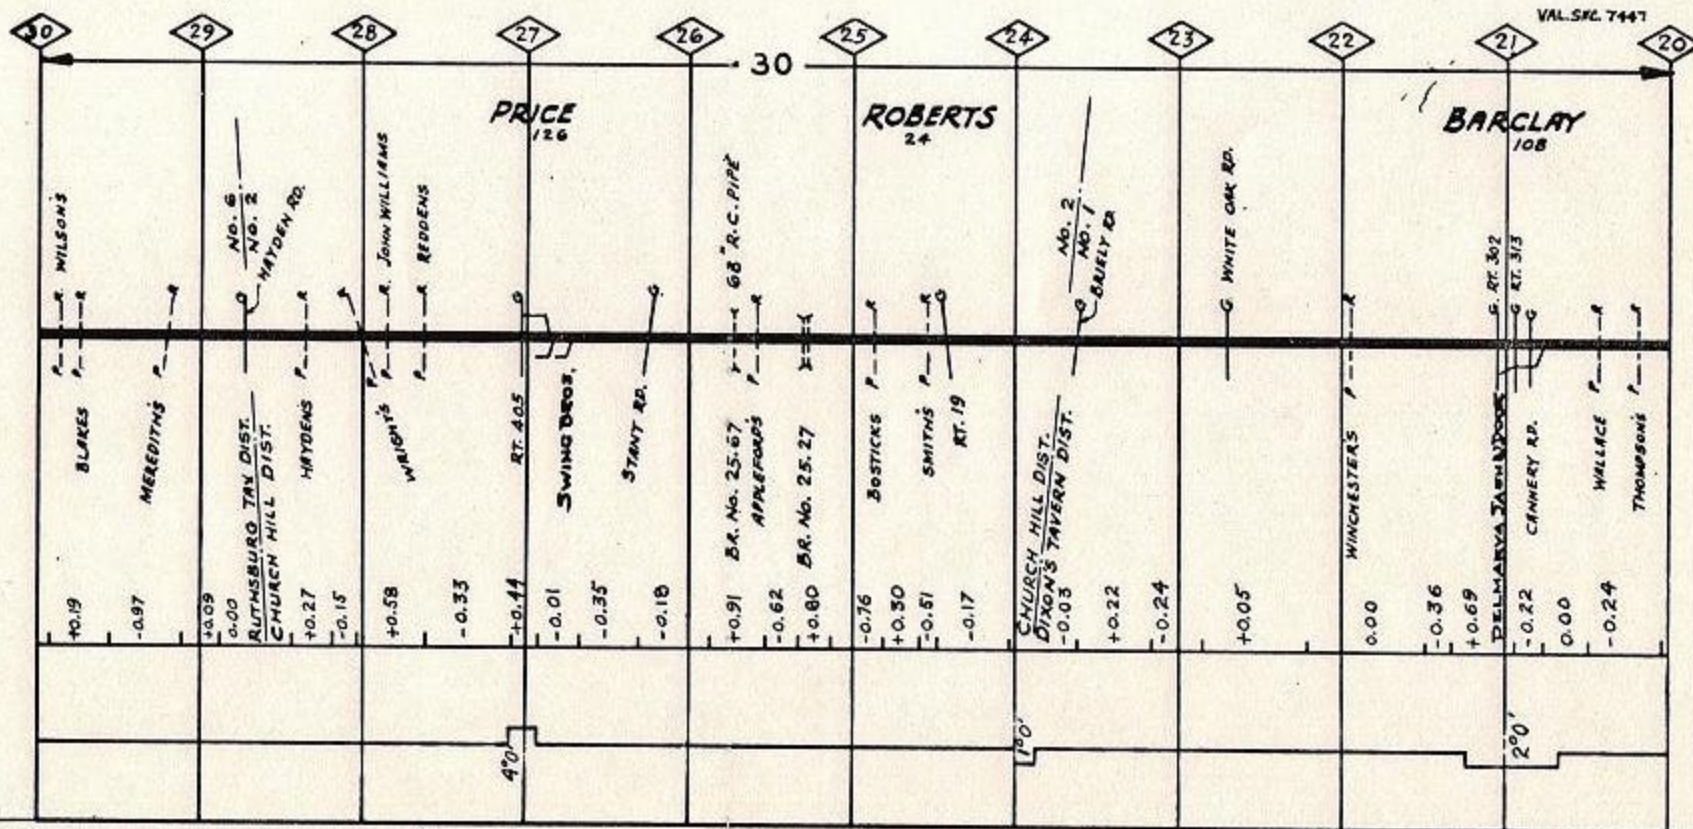 VAL. SEC. 7447
30
29
28
27
26
25
24
23
22
21
20
30
PRICE
126
ROBERTS
24
BARCLAY
108
R. WILSON'S
R
R
No. 6
No. 2
HAYDEN RD.
R
R
R. JOHN WILLIAMS
R REDDENS
G
G
68" R.C. PIPE
R
R
R
G
No. 2
No. 1
BRIELY RD.
G
G WHITE OAK RD.
R
G. RT. 302
G RT. 313
G
R
R
P
P
BLAKES
P
MEREDITH'S
G
RUTHSBURG TAX DIST.
CHURCH HILL DIST.
P
HAYDENS
P
WRIGHT'S
P
P
RT. 405
SWING BROS.
STANT RD.
BR. No. 25.67
P
APPLEFORD'S
BR. No. 25.27
P
BOSTICKS
P
SMITH'S
RT. 19
CHURCH HILL DIST.
DIXON'S TAVERN DIST.
P
WINCHESTERS
CANNERY RD.
P
WALLACE
P
THOMPSON'S
+0.19
-0.97
+0.09
0.00
+0.27
-0.15
+0.58
-0.33
+0.44
-0.01
-0.35
-0.18
+0.91
-0.62
+0.80
-0.76
+0.30
-0.51
-0.17
-0.03
+0.22
-0.24
+0.05
0.00
-0.36
+0.69
-0.22
0.00
-0.24
4°0'
1°0'
2°0'